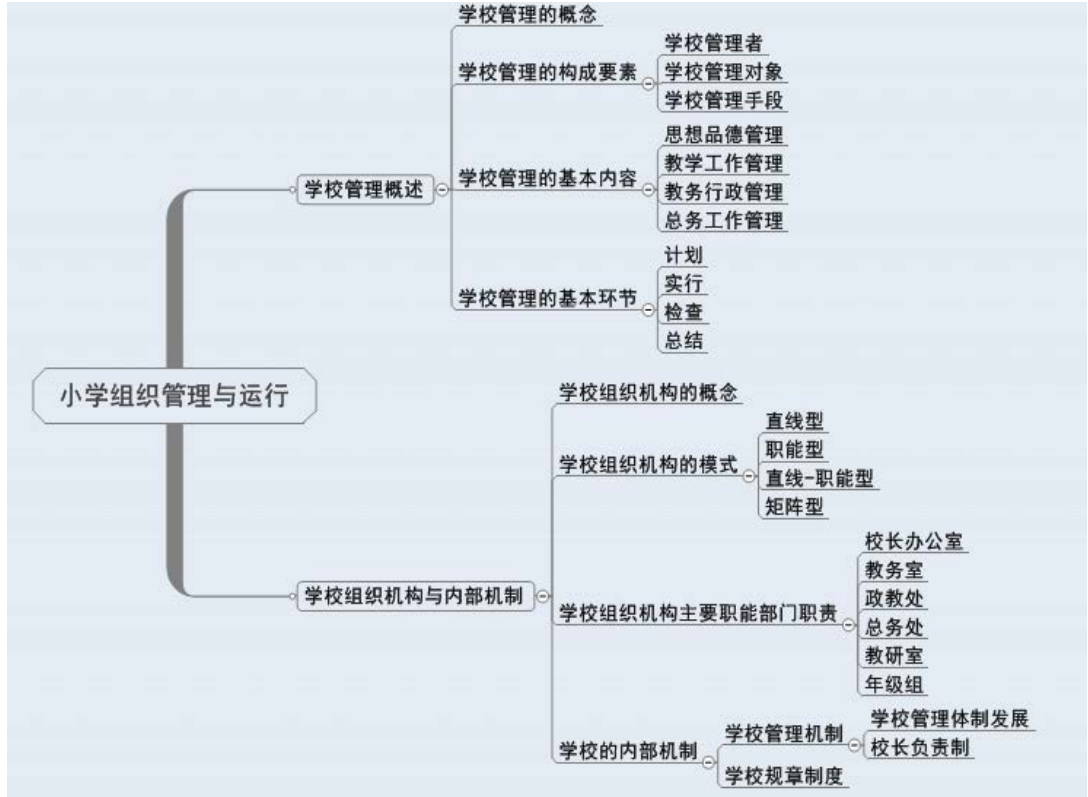 小学组织管理与运行
学校管理概述
学校管理的概念
学校管理的构成要素
学校管理者
学校管理对象
学校管理手段
学校管理的基本内容
思想品德管理
教学工作管理
教务行政管理
总务工作管理
学校管理的基本环节
计划
实行
检查
总结
学校组织机构与内部机制
学校组织机构的概念
学校组织机构的模式
直线型
职能型
直线-职能型
矩阵型
学校组织机构主要职能部门职责
校长办公室
教务室
政教处
总务处
教研室
年级组
学校的内部机制
学校管理机制
学校管理体制发展
校长负责制
学校规章制度